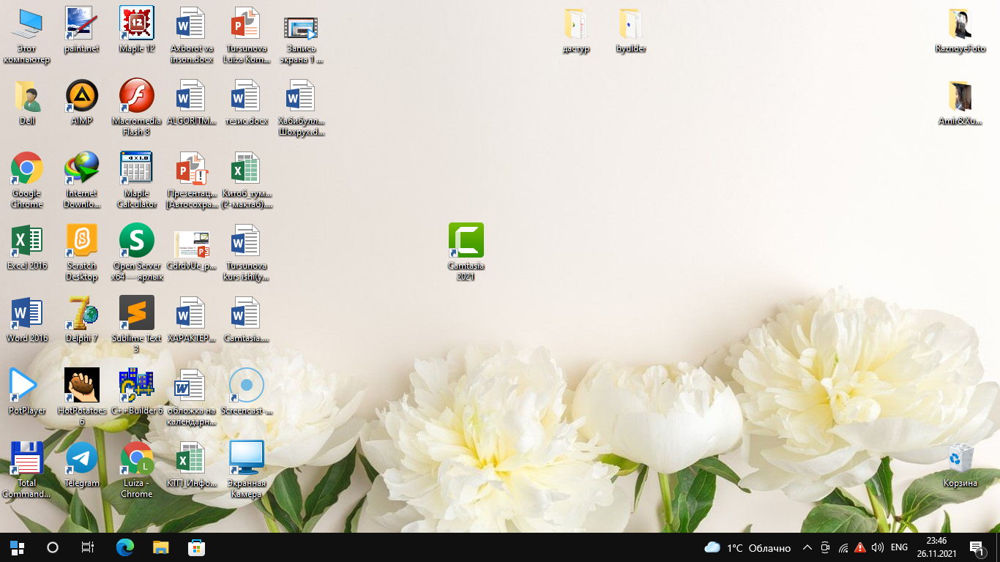 Этот
компьютер
paint.net
Maple 12
Axborot va
inson.docx
Tursunova
Luiza Kom...
Запись
экрана 1 ...
дастур
byulder
RaznoyeFoto
Dell
AIMP
Macromedia
Flash 8
ALGORITM...
тезис.docx
Хабибулл...
Шохрух.d...
Amir&Xu...
Google
Chrome
Internet
Downlo...
Maple
Calculator
Презентац...
[Автосохра...
Китоб_тум...
(2-мактаб)....
Excel 2016
Scratch
Desktop
Open Server
x64 — ярлык
CdrdvUe_p...
Tursunova
kurs ishi(y...
Camtasia
2021
Word 2016
Delphi 7
Sublime Text
3
ХАРАКТЕР...
Camtasia....
PotPlayer
HotPotatoes
6
C++Builder 6
обложка на
календарн...
Screencast-...
Total
Command...
Telegram
Luiza -
Chrome
КТП_Инфо...
Экранная
Камера
Корзина
1°C Облачно
ENG
23:46
26.11.2021
1